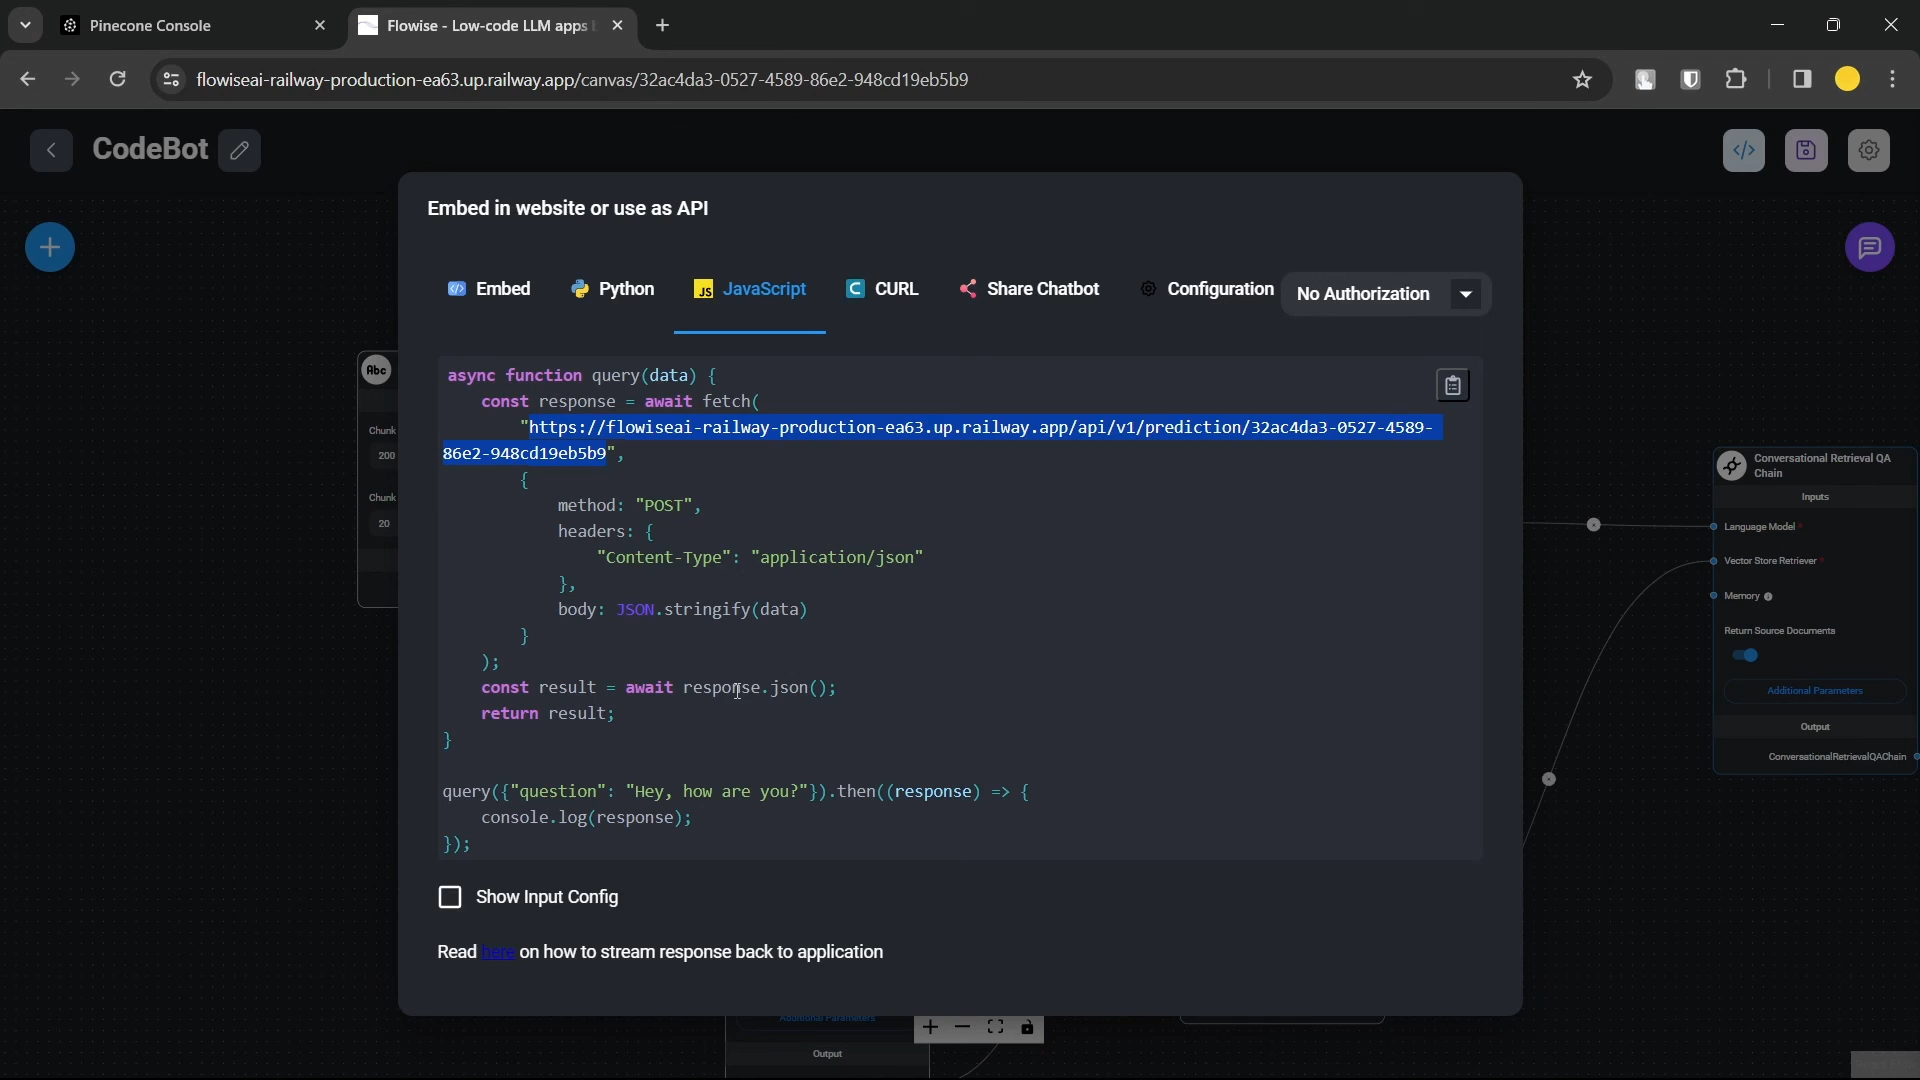 Pinecone Console
Flowise - Low-code LLM apps
flowiseai-railway-production-ea63.up.railway.app/canvas/32ac4da3-0527-4589-86e2-948cd19eb5b9
CodeBot
Embed in website or use as API
Embed
Python
JS JavaScript
C CURL
Share Chatbot
Configuration
No Authorization
async function query(data) {
const response = await fetch(
"https://flowiseai-railway-production-ea63.up.railway.app/api/v1/prediction/32ac4da3-0527-4589-
86e2-948cd19eb5b9",
{
method: "POST",
headers: {
"Content-Type": "application/json"
},
body: JSON.stringify(data)
}
);
const result = await response.json();
return result;
}
query({"question": "Hey, how are you?"}).then((response) => {
console.log(response);
});
Show Input Config
Read here on how to stream response back to application
Abc
Chunk
200
Chunk
20
Conversational Retrieval QA
Chain
Inputs
Language Model *
Vector Store Retriever *
Memory
Return Source Documents
Additional Parameters
Output
ConversationalRetrievalQAChain
Additional Parameters
Output